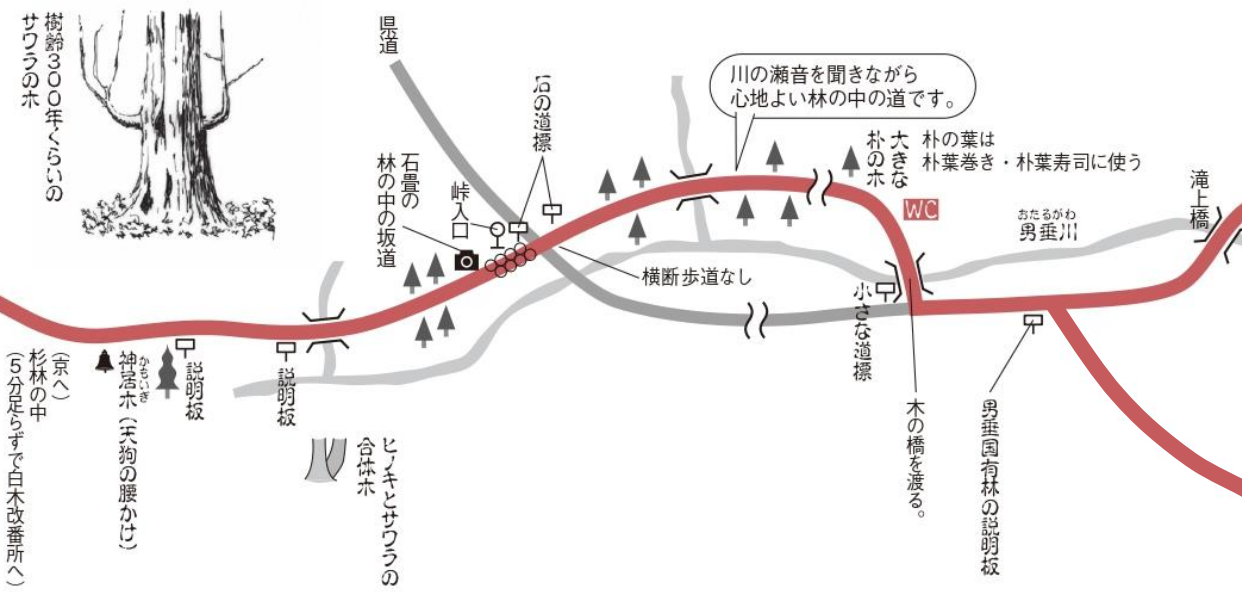 樹齢300年くらいの
サワラの木
県道
石の道標
川の瀬音を聞きながら
心地よい林の中の道です。
大きな
朴の木
朴の葉は
朴葉巻き・朴葉寿司に使う
滝上橋
WC
おたるがわ
男垂川
石畳の
林の中の坂道
峠入口
横断歩道なし
小さな道標
説明板
説明板
かもいぎ
神居木(天狗の腰かけ)
(京へ)
杉林の中
(5分足らずで白木改番所へ)
ヒノキとサワラの
合体木
木の橋を渡る。
男垂国有林の説明板